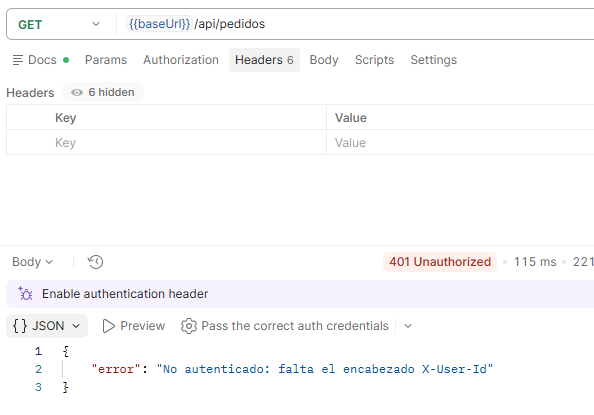 GET {{baseUrl}} /api/pedidos
Docs Params Authorization Headers 6 Body Scripts Settings
Headers 6 hidden
Key Value
Key Value
Body 401 Unauthorized 115 ms 221
Enable authentication header
{} JSON Preview Pass the correct auth credentials
1 {
2 "error": "No autenticado: falta el encabezado X-User-Id"
3 }